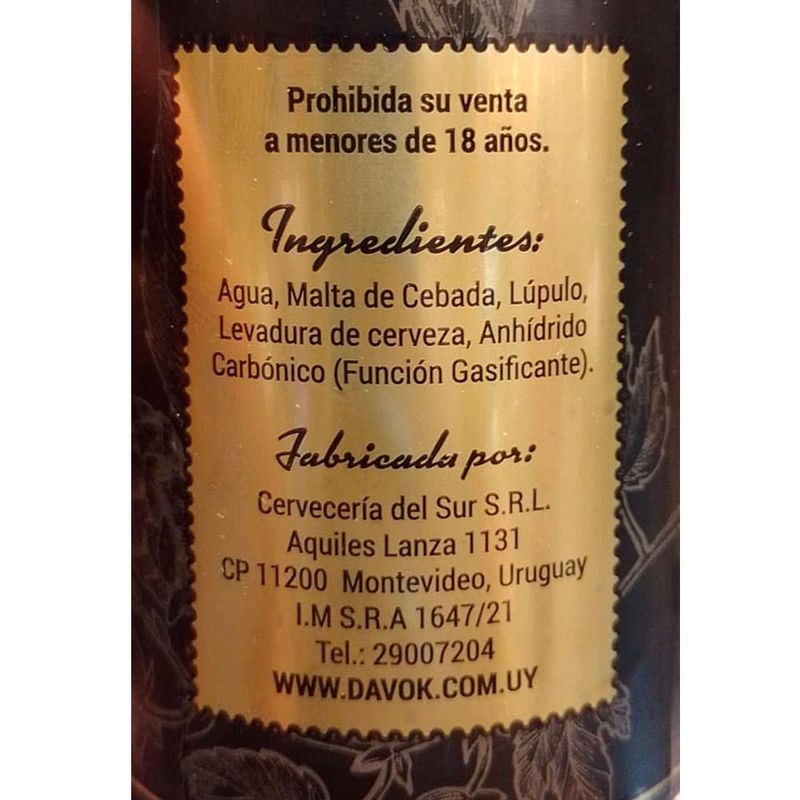 Prohibida su venta
a menores de 18 años.
Ingredientes:
Agua, Malta de Cebada, Lúpulo,
Levadura de cerveza, Anhídrido
Carbónico (Función Gasificante).
Fabricada por:
Cervecería del Sur S.R.L.
Aquiles Lanza 1131
CP 11200 Montevideo, Uruguay
I.M S.R.A 1647/21
Tel.: 29007204
WWW.DAVOK.COM.UY